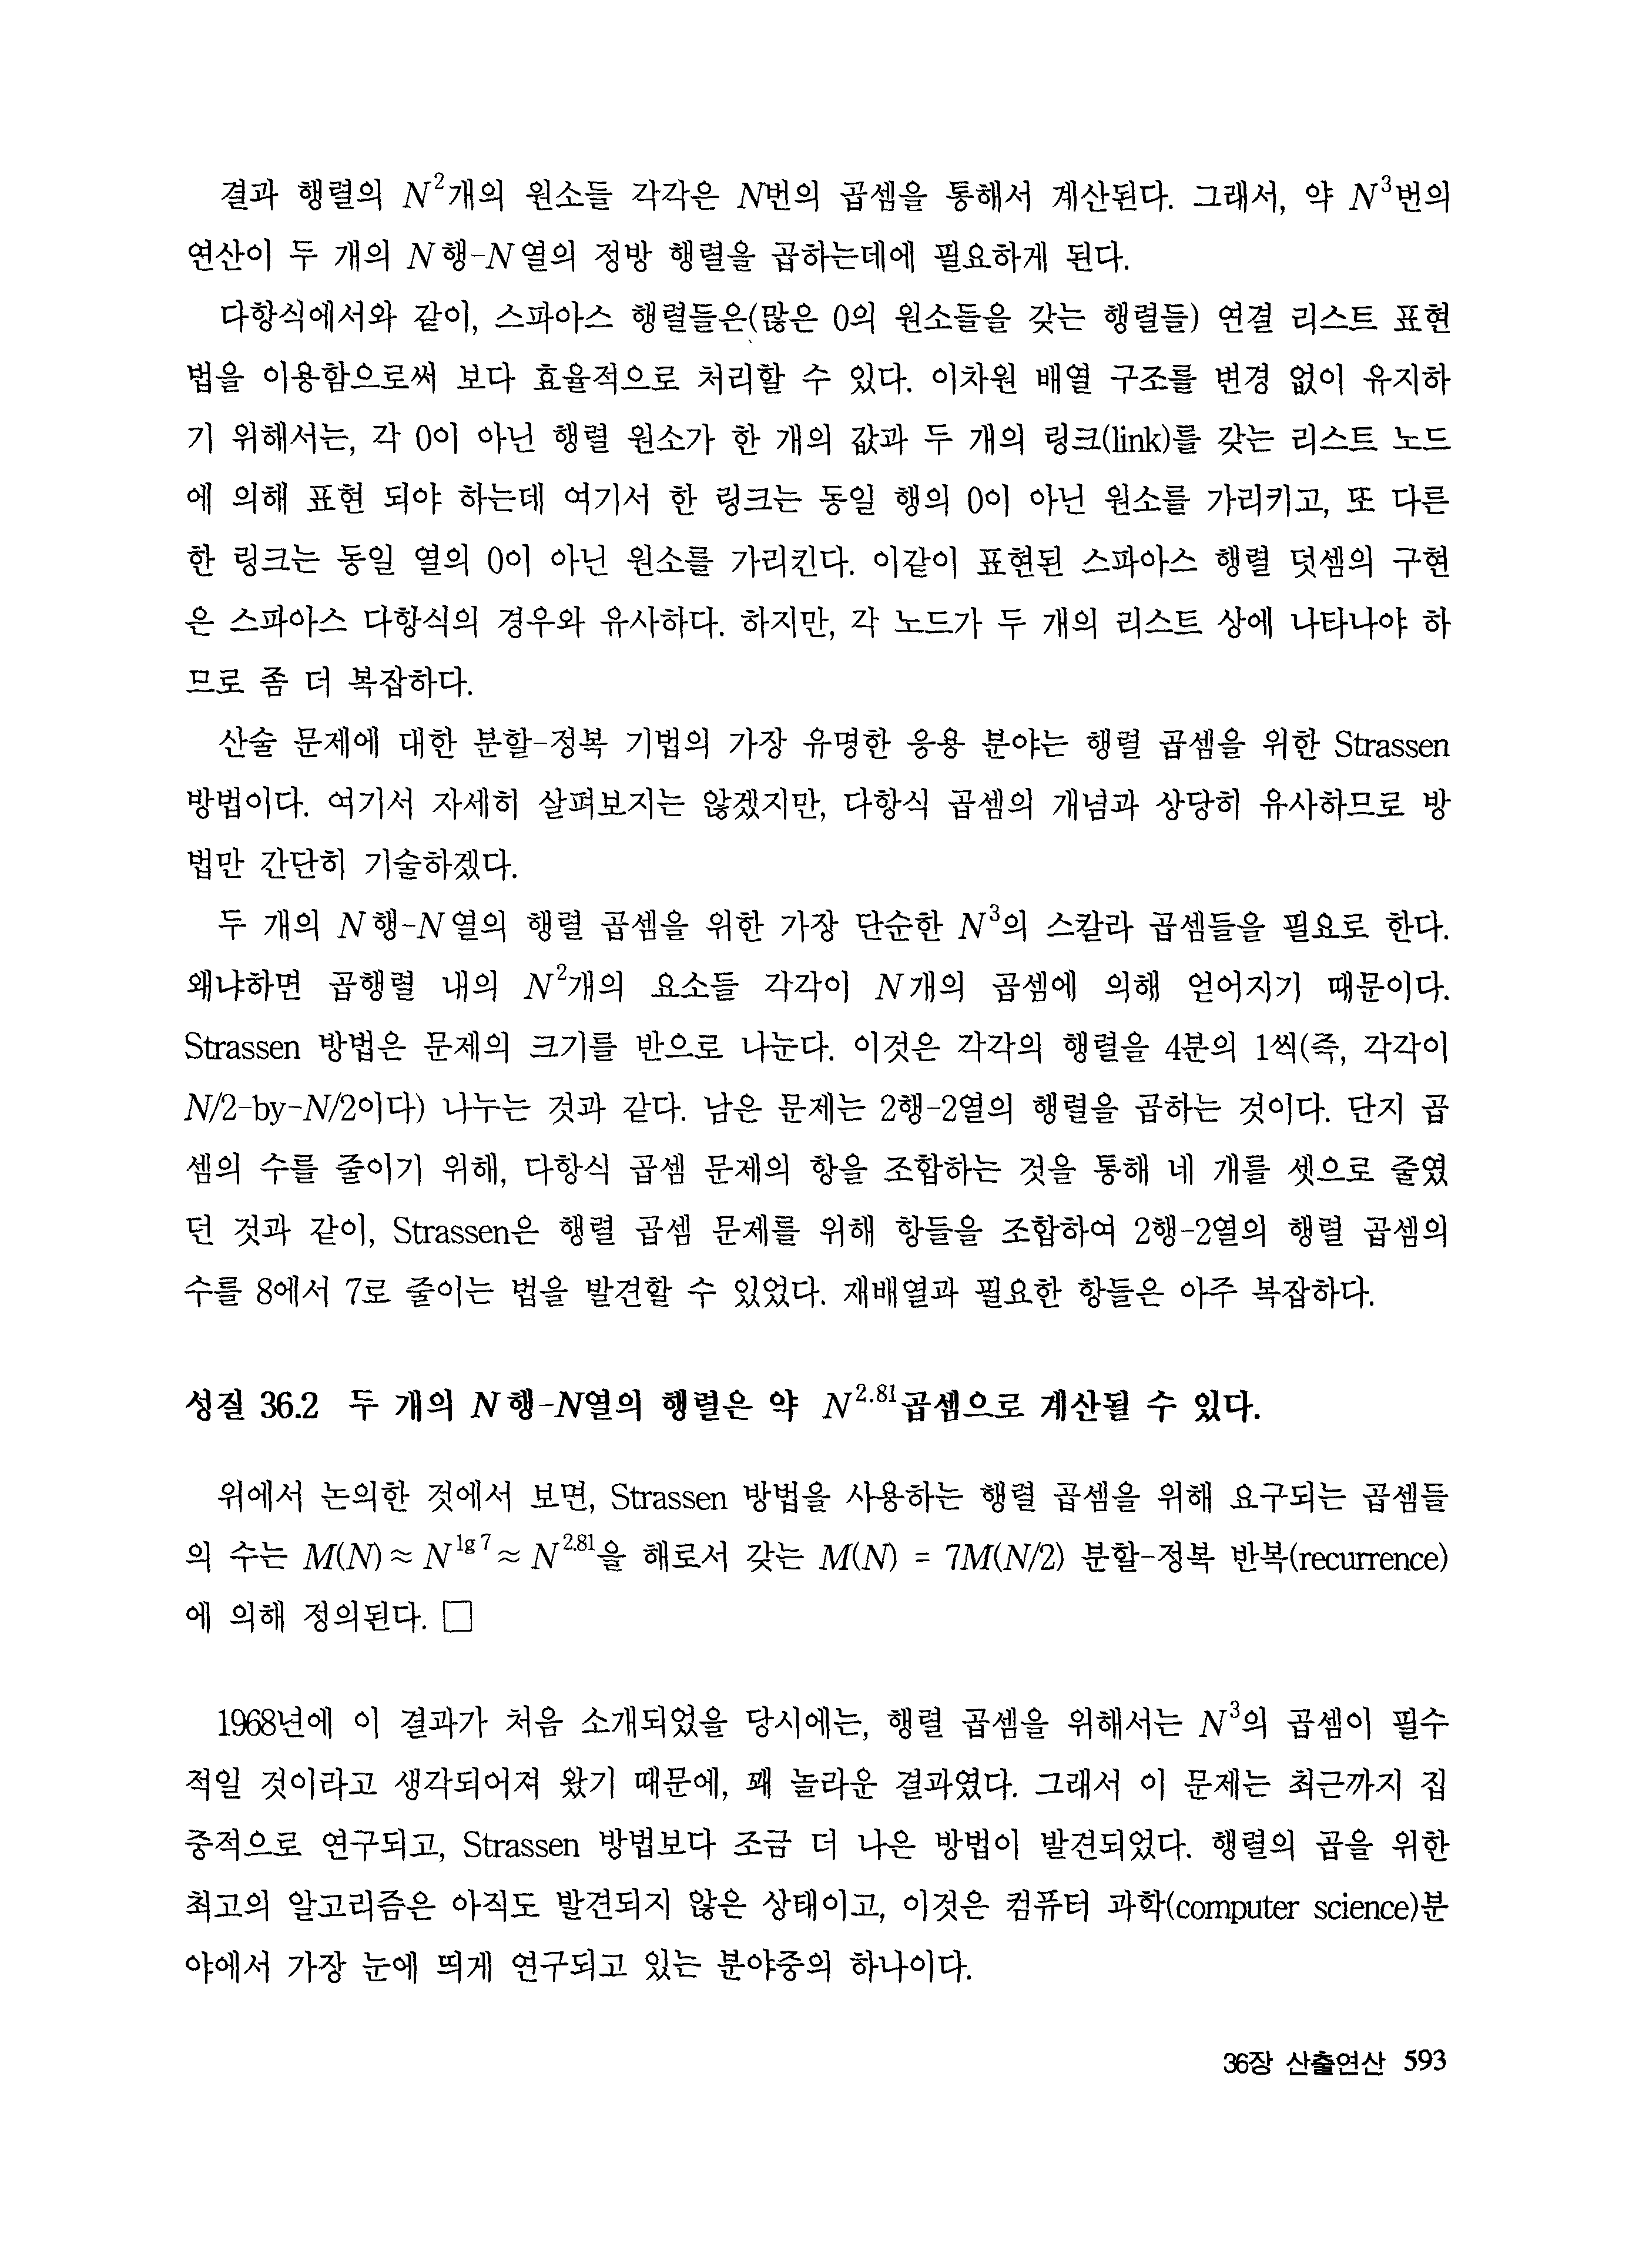 결과 행렬의 N²개의 원소들 각각은 N번의 곱셈을 통해서 계산된다. 그래서, 약 N³번의
연산이 두 개의 N행-N열의 정방 행렬을 곱하는데에 필요하게 된다.
다항식에서와 같이, 스파아스 행렬들은(많은 0의 원소들을 갖는 행렬들) 연결 리스트 표현
법을 이용함으로써 보다 효율적으로 처리할 수 있다. 이차원 배열 구조를 변경 없이 유지하
기 위해서는, 각 0이 아닌 행렬 원소가 한 개의 값과 두 개의 링크(link)를 갖는 리스트 노드
에 의해 표현 되야 하는데 여기서 한 링크는 동일 행의 0이 아닌 원소를 가리키고, 또 다른
한 링크는 동일 열의 0이 아닌 원소를 가리킨다. 이같이 표현된 스파아스 행렬 덧셈의 구현
은 스파아스 다항식의 경우와 유사하다. 하지만, 각 노드가 두 개의 리스트 상에 나타나야 하
므로 좀 더 복잡하다.
산술 문제에 대한 분할-정복 기법의 가장 유명한 응용 분야는 행렬 곱셈을 위한 Strassen
방법이다. 여기서 자세히 살펴보지는 않겠지만, 다항식 곱셈의 개념과 상당히 유사하므로 방
법만 간단히 기술하겠다.
두 개의 N행-N열의 행렬 곱셈을 위한 가장 단순한 N³의 스칼라 곱셈들을 필요로 한다.
왜냐하면 곱행렬 내의 N²개의 요소들 각각이 N개의 곱셈에 의해 얻어지기 때문이다.
Strassen 방법은 문제의 크기를 반으로 나눈다. 이것은 각각의 행렬을 4분의 1씩(즉, 각각이
N/2-by-N/2이다) 나누는 것과 같다. 남은 문제는 2행-2열의 행렬을 곱하는 것이다. 단지 곱
셈의 수를 줄이기 위해, 다항식 곱셈 문제의 항을 조합하는 것을 통해 네 개를 셋으로 줄였
던 것과 같이, Strassen은 행렬 곱셈 문제를 위해 항들을 조합하여 2행-2열의 행렬 곱셈의
수를 8에서 7로 줄이는 법을 발견할 수 있었다. 재배열과 필요한 항들은 아주 복잡하다.
성질 36.2 두 개의 N행-N열의 행렬은 약 N^2.81곱셈으로 계산될 수 있다.
위에서 논의한 것에서 보면, Strassen 방법을 사용하는 행렬 곱셈을 위해 요구되는 곱셈들
의 수는 M(N)≈N^lg 7≈N^2.81을 해로서 갖는 M(N) = 7M(N/2) 분할-정복 반복(recurrence)
에 의해 정의된다. □
1968년에 이 결과가 처음 소개되었을 당시에는, 행렬 곱셈을 위해서는 N³의 곱셈이 필수
적일 것이라고 생각되어져 왔기 때문에, 꽤 놀라운 결과였다. 그래서 이 문제는 최근까지 집
중적으로 연구되고, Strassen 방법보다 조금 더 나은 방법이 발견되었다. 행렬의 곱을 위한
최고의 알고리즘은 아직도 발견되지 않은 상태이고, 이것은 컴퓨터 과학(computer science)분
야에서 가장 눈에 띄게 연구되고 있는 분야중의 하나이다.
36장 산출연산 593